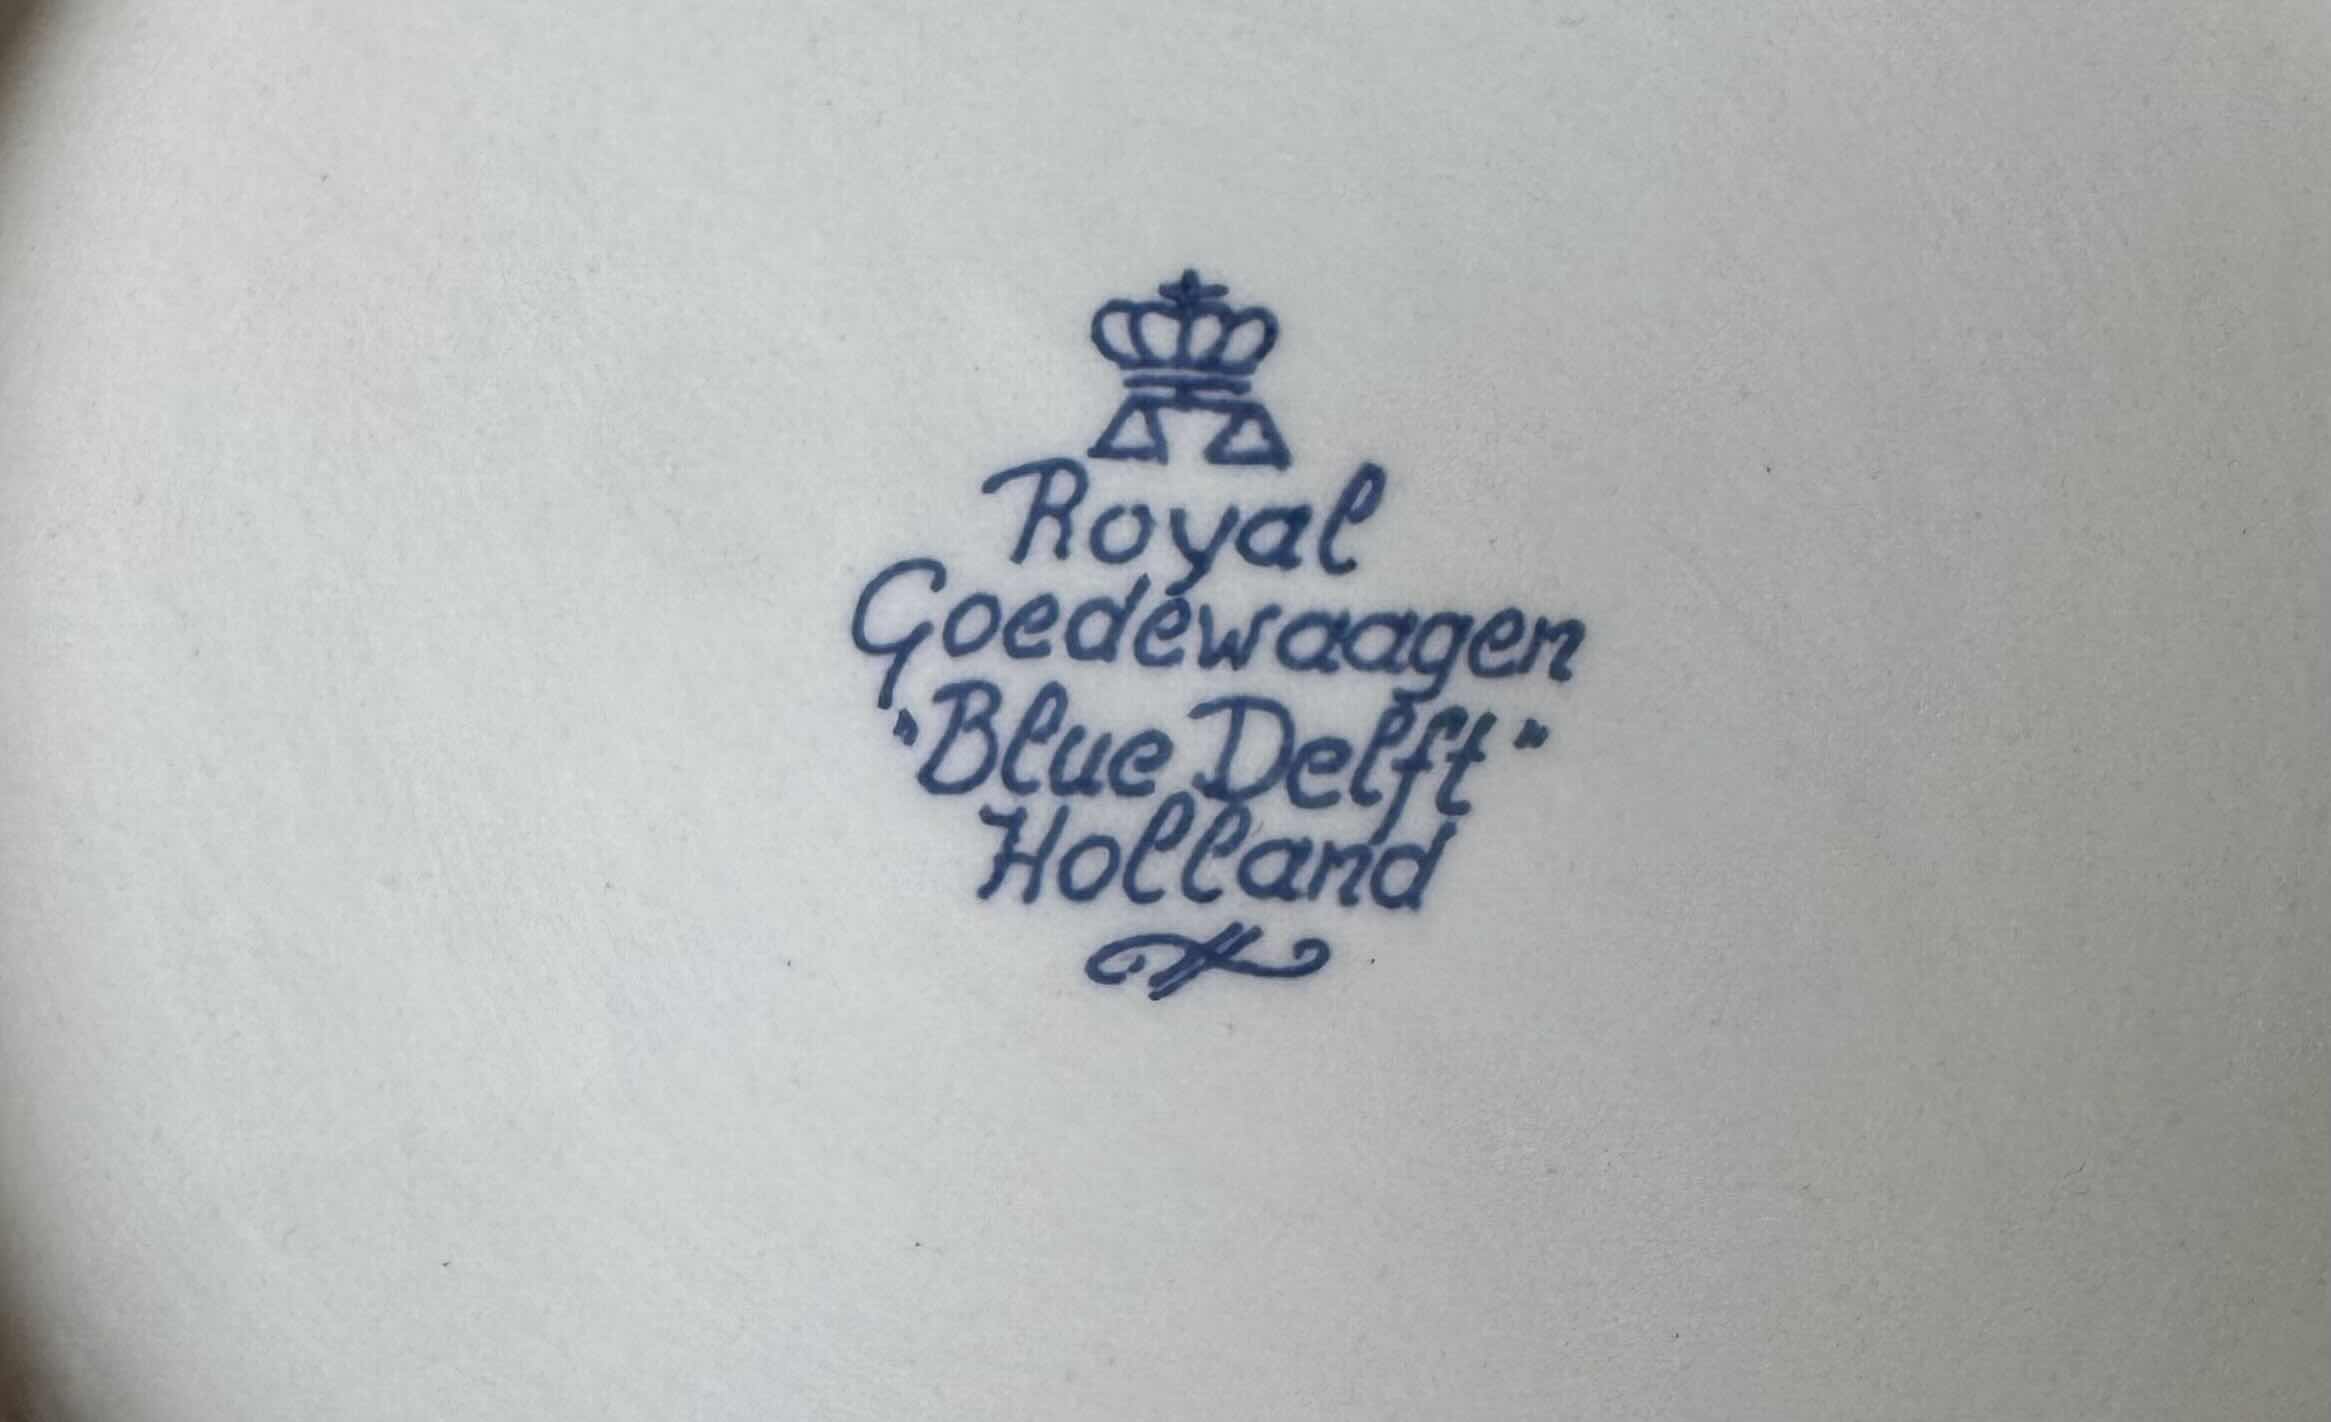 Royal
Goedewaagen
"Blue Delft"
Holland